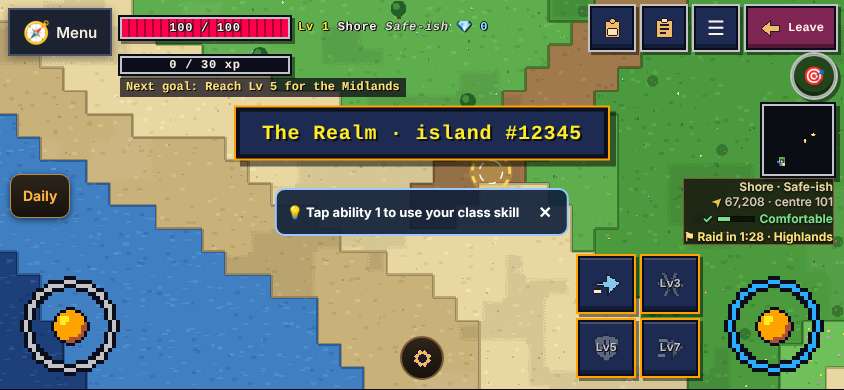 Menu
100 / 100
Lv 1 Shore Safe-ish 💎 0
Leave
0 / 30 xp
Next goal: Reach Lv 5 for the Midlands
The Realm · island #12345
Daily
💡 Tap ability 1 to use your class skill ✕
Shore · Safe-ish
67,208 · centre 101
✓ Comfortable
Raid in 1:28 · Highlands
Lv3
Lv5
Lv7